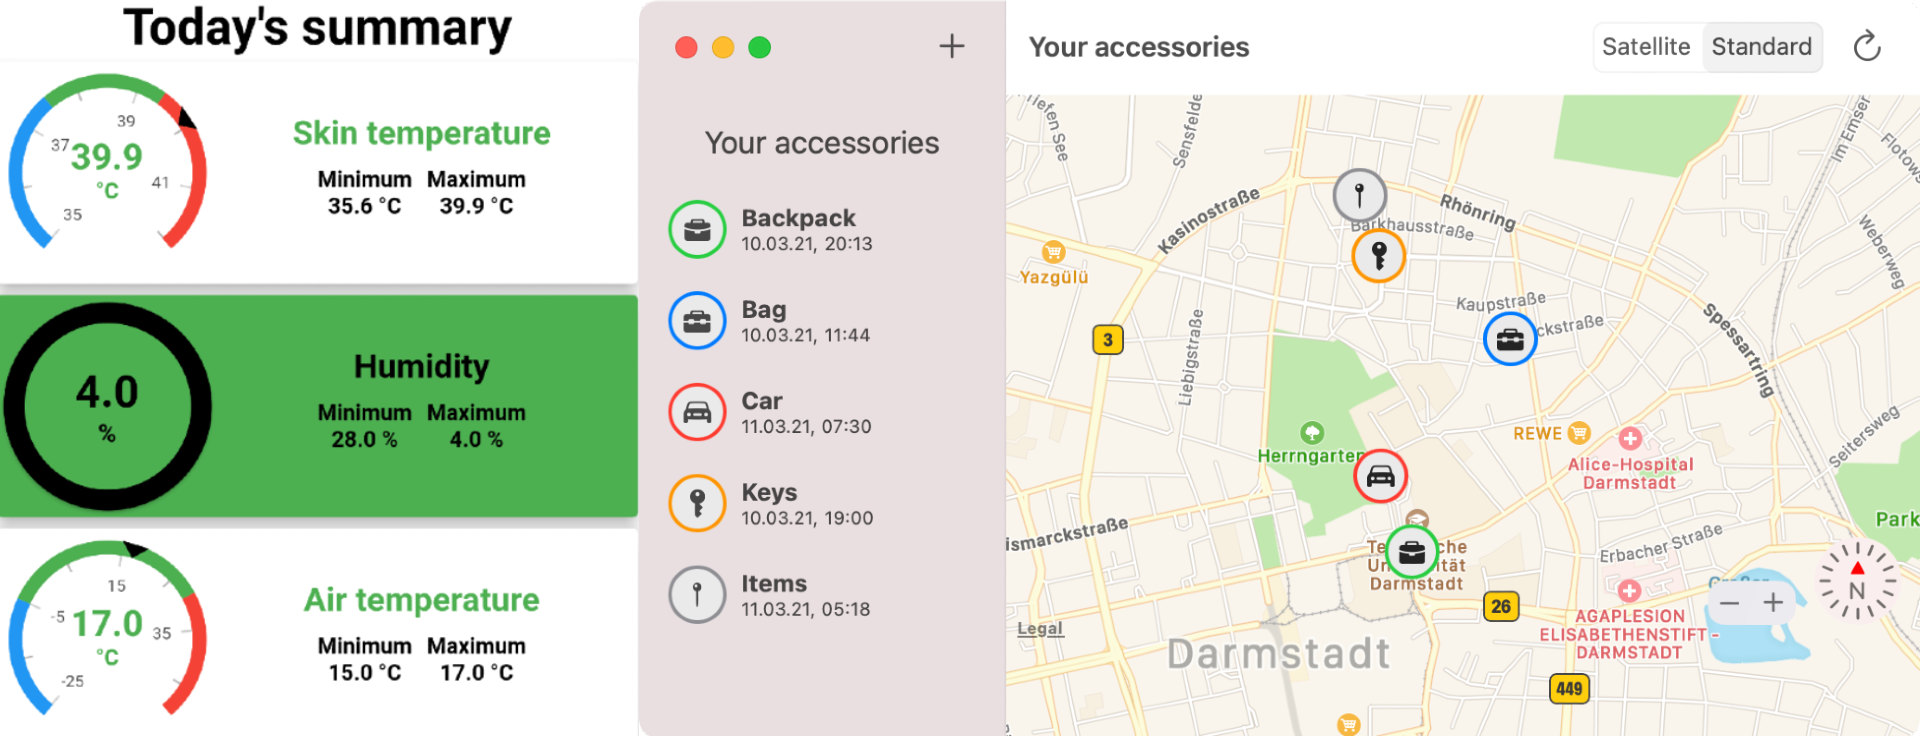 Today's summary
39
37
39.9
°C
41
35
Skin temperature
Minimum Maximum
35.6 °C 39.9 °C
4.0
%
Humidity
Minimum Maximum
28.0 % 4.0 %
15
-5
17.0
35
°C
-25
Air temperature
Minimum Maximum
15.0 °C 17.0 °C
Your accessories
Backpack
10.03.21, 20:13
Bag
10.03.21, 11:44
Car
11.03.21, 07:30
Keys
10.03.21, 19:00
Items
11.03.21, 05:18
Your accessories
Satellite Standard
iefen See
Sensfelde
Im Emser
Flotows
Kasinostraße
Rhönring
Barkhausstraße
Weberweg
Yazgülü
Kaupstraße
ckstraße
Spessartring
3
Liebigstraße
REWE
Herrngarten
Alice-Hospital
Darmstadt
Seitersweg
Park
ismarckstraße
Erbacher Straße
Te che
Un ität
Darmstadt
Großer
N
26
AGAPLESION
ELISABETHENSTIFT-
DARMSTADT
Legal
Darmstadt
449